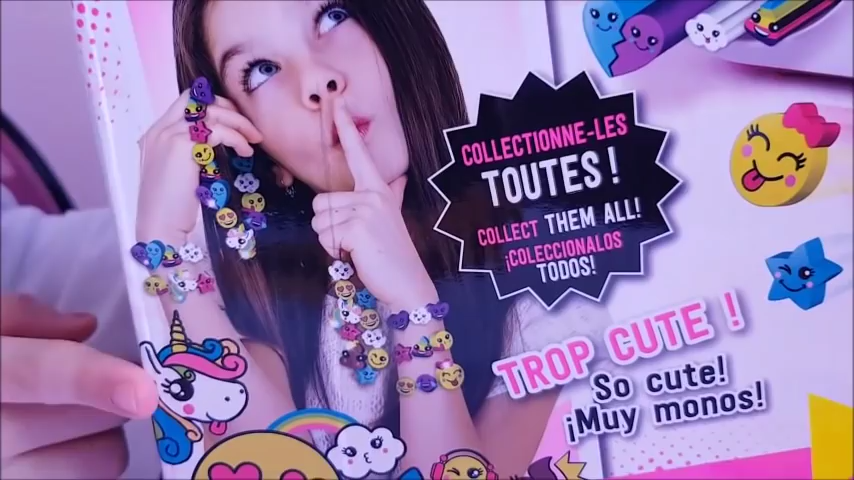 COLLECTIONNE-LES
TOUTES !
COLLECT THEM ALL!
¡COLECCIONALOS
TODOS!
TROP CUTE !
So cute!
Muy monos!